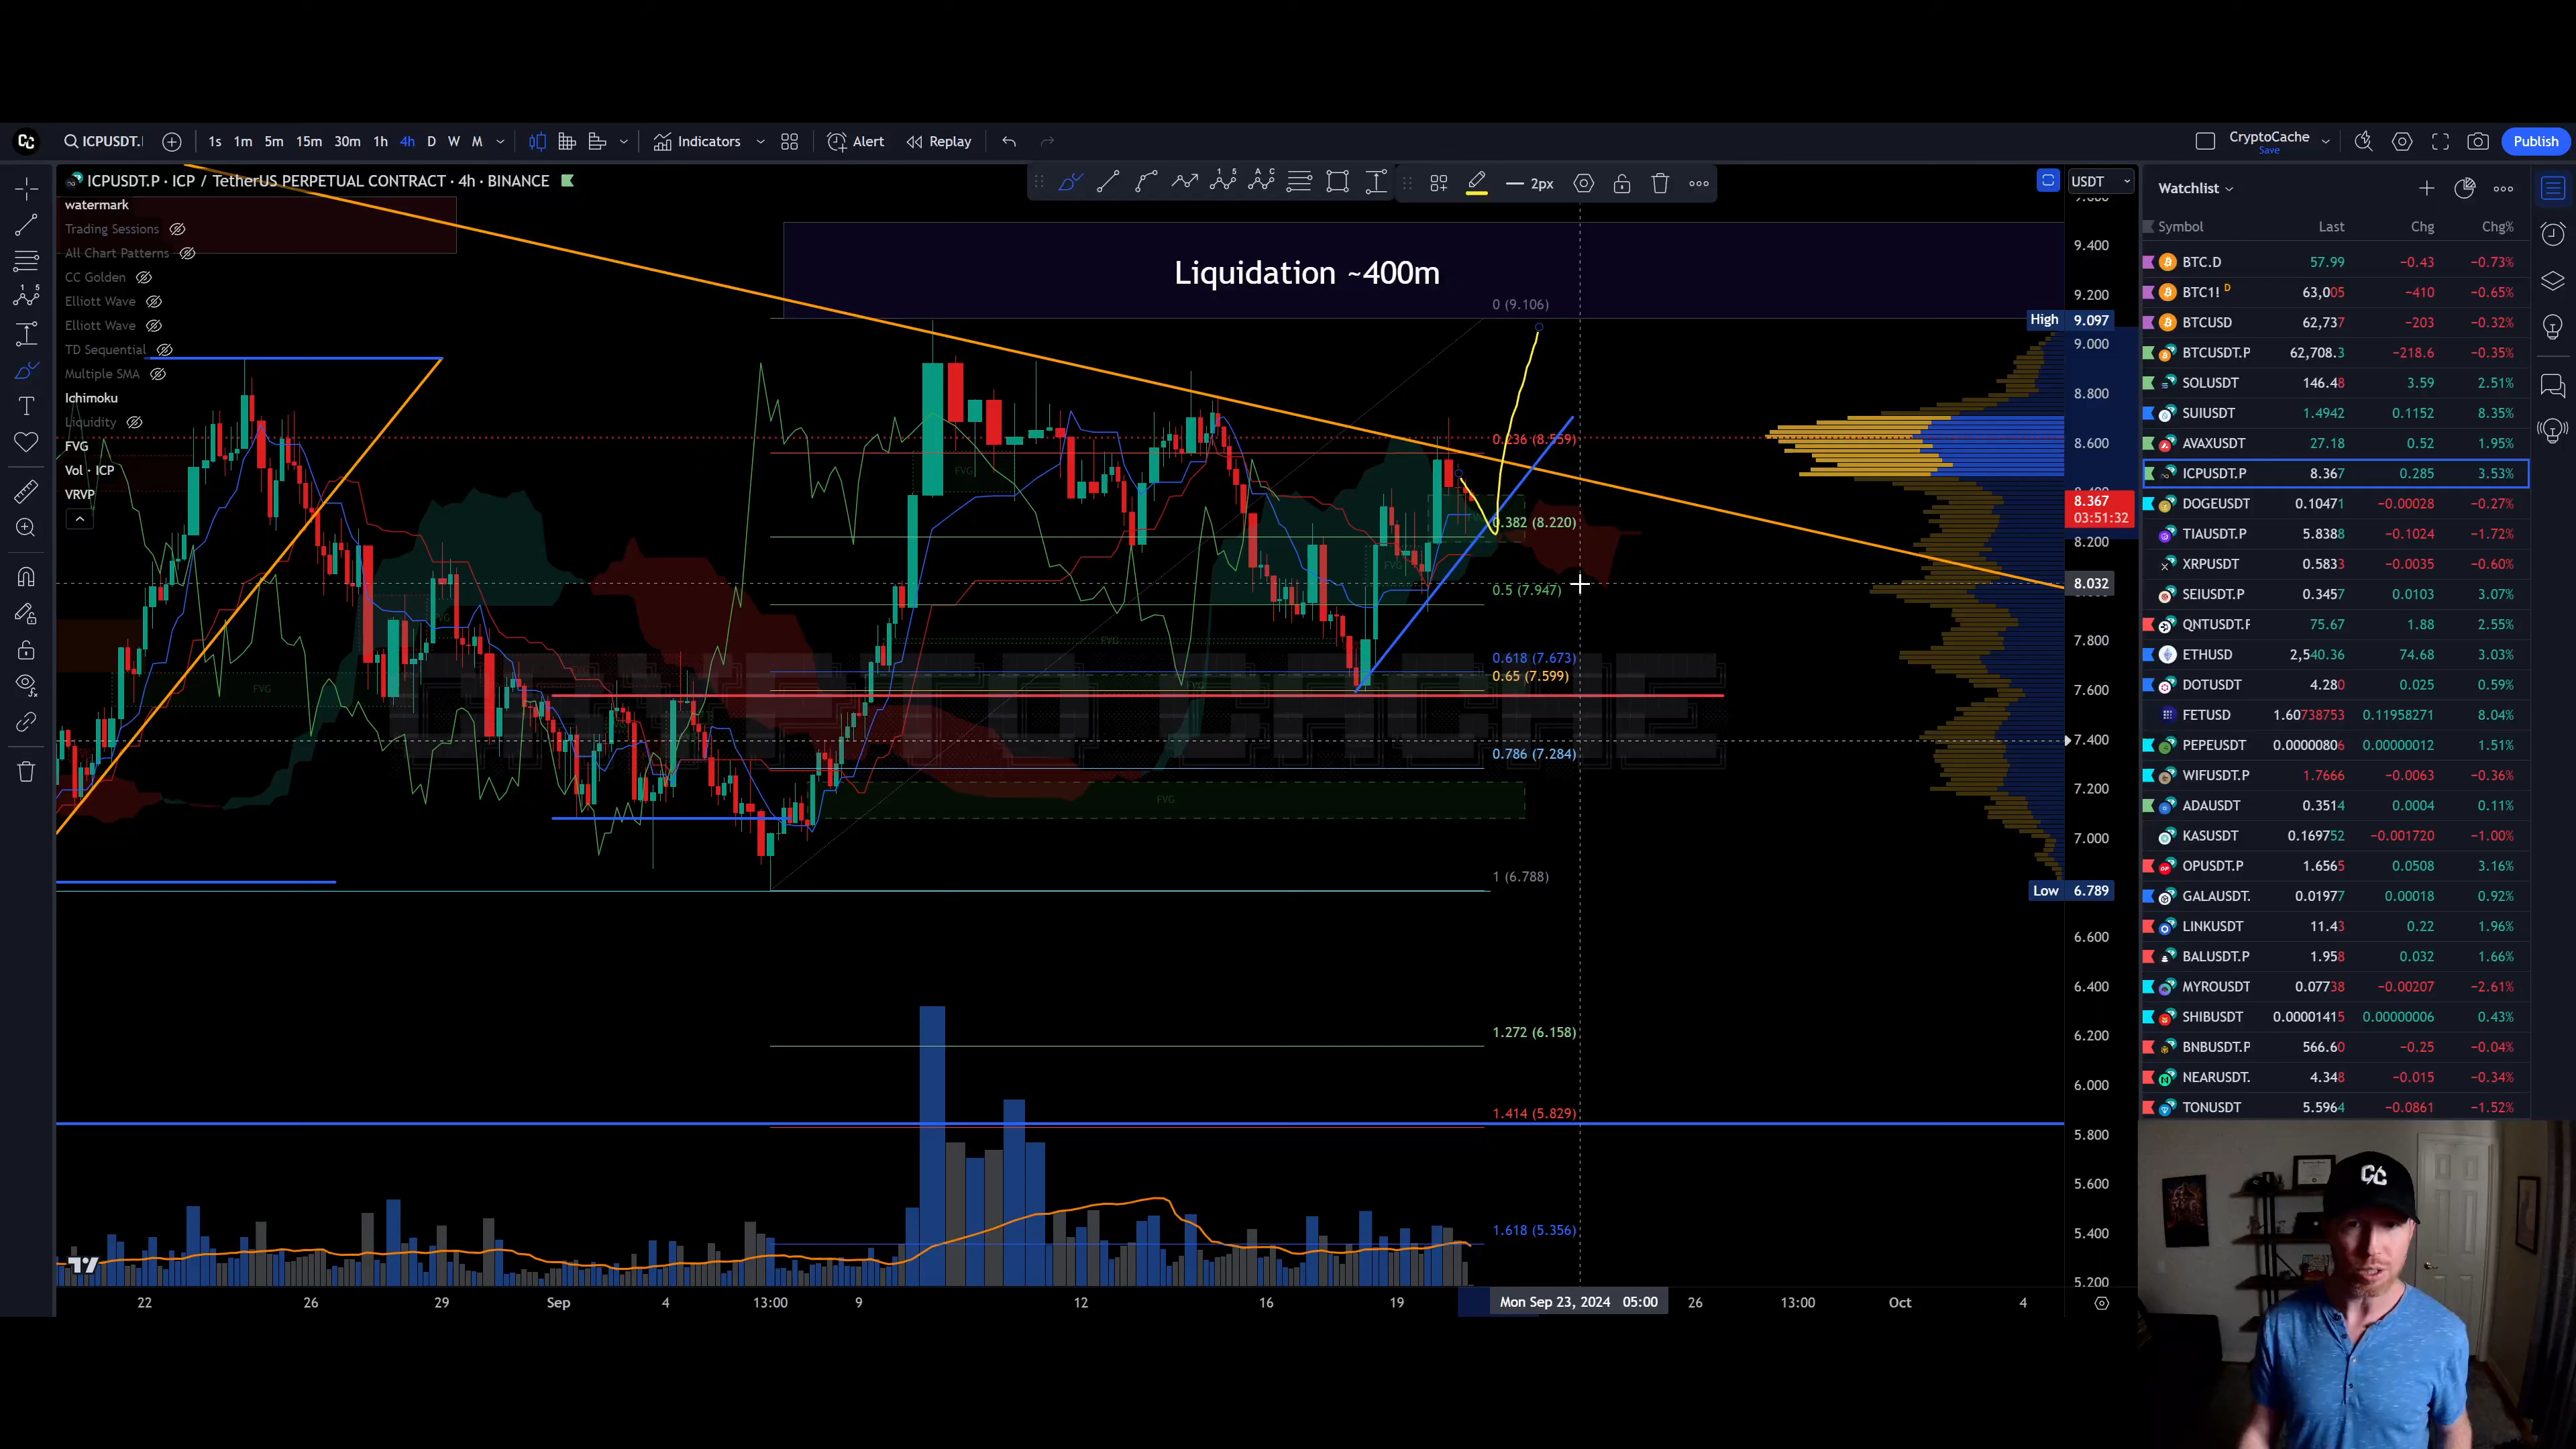 ICPUSDT.I
1s 1m 5m 15m 30m 1h 4h D W M
Indicators
Alert
Replay
CryptoCache
Save
Publish
ICPUSDT.P · ICP / TetherUS PERPETUAL CONTRACT · 4h · BINANCE
2px
USDT
watermark
Trading Sessions
All Chart Patterns
CC Golden
Elliott Wave
Elliott Wave
TD Sequential
Multiple SMA
Ichimoku
Liquidity
FVG
Vol · ICP
VRVP
Liquidation ~400m
0 (9.106)
0.236 (8.559)
0.382 (8.220)
0.5 (7.947)
0.618 (7.673)
0.65 (7.599)
0.786 (7.284)
1 (6.788)
1.272 (6.158)
1.414 (5.829)
1.618 (5.356)
FVG
FVG
FVG
FVG
CRYPTOCACHE
9.400
9.200
High 9.097
9.000
8.800
8.600
8.367
03:51:32
8.200
8.032
7.800
7.600
7.400
7.200
7.000
Low 6.789
6.600
6.400
6.200
6.000
5.800
5.600
5.400
5.200
22 26 29 Sep 4 13:00 9 12 16 19 Mon Sep 23, 2024 05:00 26 13:00 Oct 4
Watchlist
Symbol Last Chg Chg%
BTC.D 57.99 −0.43 −0.73%
BTC1! D 63,005 −410 −0.65%
BTCUSD 62,737 −203 −0.32%
BTCUSDT.P 62,708.3 −218.6 −0.35%
SOLUSDT 146.48 3.59 2.51%
SUIUSDT 1.4942 0.1152 8.35%
AVAXUSDT 27.18 0.52 1.95%
ICPUSDT.P 8.367 0.285 3.53%
DOGEUSDT 0.10471 −0.00028 −0.27%
TIAUSDT.P 5.8388 −0.1024 −1.72%
XRPUSDT 0.5833 −0.0035 −0.60%
SEIUSDT.P 0.3457 0.0103 3.07%
QNTUSDT.F 75.67 1.88 2.55%
ETHUSD 2,540.36 74.68 3.03%
DOTUSDT 4.280 0.025 0.59%
FETUSD 1.60738753 0.11958271 8.04%
PEPEUSDT 0.00000806 0.00000012 1.51%
WIFUSDT.P 1.7666 −0.0063 −0.36%
ADAUSDT 0.3514 0.0004 0.11%
KASUSDT 0.169752 −0.001720 −1.00%
OPUSDT.P 1.6565 0.0508 3.16%
GALAUSDT. 0.01977 0.00018 0.92%
LINKUSDT 11.43 0.22 1.96%
BALUSDT.P 1.958 0.032 1.66%
MYROUSDT 0.07738 −0.00207 −2.61%
SHIBUSDT 0.00001415 0.00000006 0.43%
BNBUSDT.P 566.60 −0.25 −0.04%
NEARUSDT. 4.348 −0.015 −0.34%
TONUSDT 5.5964 −0.0861 −1.52%
CC